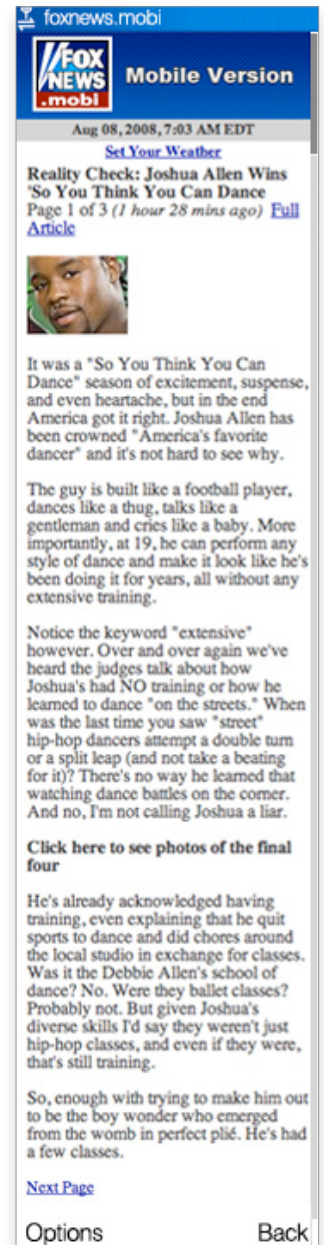 foxnews.mobi
FOX
NEWS
.mobi
Mobile Version
Aug 08, 2008, 7:03 AM EDT
Set Your Weather
Reality Check: Joshua Allen Wins
'So You Think You Can Dance
Page 1 of 3 (1 hour 28 mins ago) Full
Article
It was a "So You Think You Can
Dance" season of excitement, suspense,
and even heartache, but in the end
America got it right. Joshua Allen has
been crowned "America's favorite
dancer" and it's not hard to see why.
The guy is built like a football player,
dances like a thug, talks like a
gentleman and cries like a baby. More
importantly, at 19, he can perform any
style of dance and make it look like he's
been doing it for years, all without any
extensive training.
Notice the keyword "extensive"
however. Over and over again we've
heard the judges talk about how
Joshua's had NO training or how he
learned to dance "on the streets." When
was the last time you saw "street"
hip-hop dancers attempt a double turn
or a split leap (and not take a beating
for it)? There's no way he learned that
watching dance battles on the corner.
And no, I'm not calling Joshua a liar.
Click here to see photos of the final
four
He's already acknowledged having
training, even explaining that he quit
sports to dance and did chores around
the local studio in exchange for classes.
Was it the Debbie Allen's school of
dance? No. Were they ballet classes?
Probably not. But given Joshua's
diverse skills I'd say they weren't just
hip-hop classes, and even if they were,
that's still training.
So, enough with trying to make him out
to be the boy wonder who emerged
from the womb in perfect plié. He's had
a few classes.
Next Page
Options Back